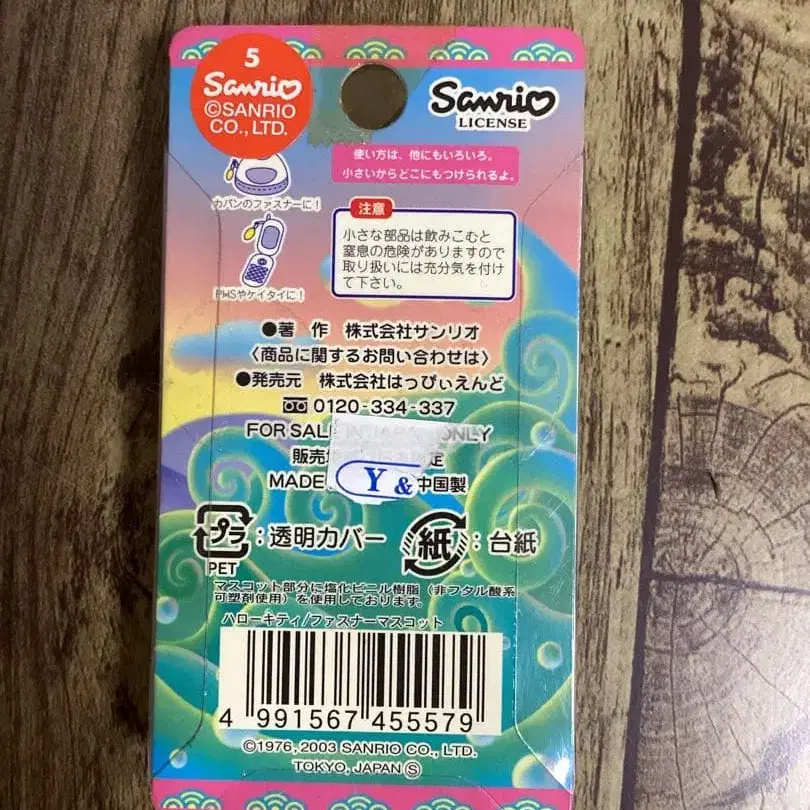 5
Sanrio
©SANRIO
CO., LTD.
Sanrio
LICENSE
使い方は、他にもいろいろ。
小さいからどこにもつけられるよ。
カバンのファスナーに!
PHSやケイタイに!
注意
小さな部品は飲みこむと
窒息の危険がありますので
取り扱いには充分気を付け
て下さい。
●著 作 株式会社サンリオ
〈商品に関するお問い合わせは〉
●発売元 株式会社はっぴぃえんど
0120-334-337
FOR SALE IN JAPAN ONLY
販売地 定
MADE 中国製
Y &
プラ
:透明カバー
PET
紙
:台紙
マスコット部分に塩化ビニル樹脂(非フタル酸系
可塑剤使用)を使用しております。
ハローキティ/ファスナーマスコット
4 991567 455579
©1976, 2003 SANRIO CO., LTD.
TOKYO, JAPAN Ⓢ